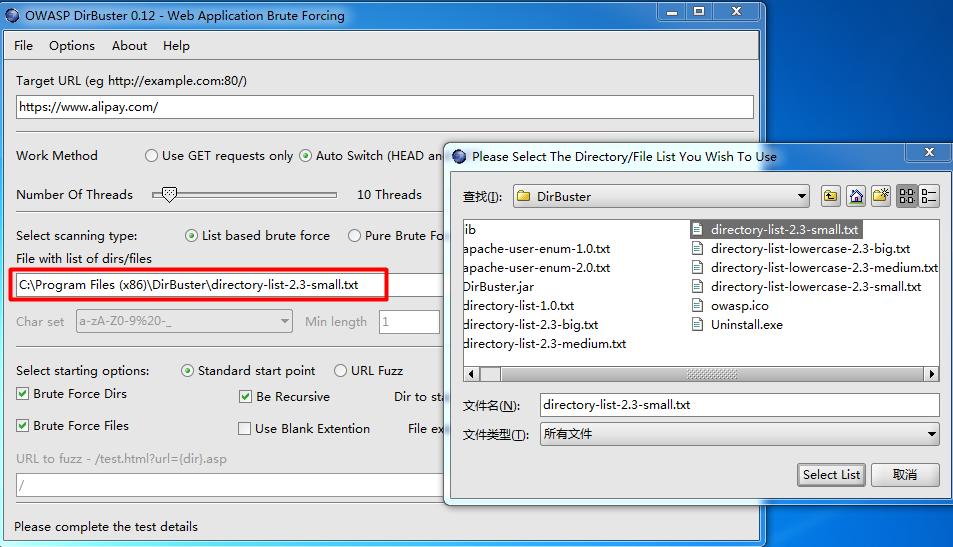 OWASP DirBuster 0.12 - Web Application Brute Forcing
File Options About Help
Target URL (eg http://example.com:80/)
https://www.alipay.com/
Work Method Use GET requests only Auto Switch (HEAD an
Number Of Threads 10 Threads
Select scanning type: List based brute force Pure Brute Fo
File with list of dirs/files
C:\Program Files (x86)\DirBuster\directory-list-2.3-small.txt
Char set a-zA-Z0-9%20-_ Min length 1
Select starting options: Standard start point URL Fuzz
Brute Force Dirs Be Recursive Dir to sta
Brute Force Files Use Blank Extention File ex
URL to fuzz - /test.html?url={dir}.asp
/
Please complete the test details
Please Select The Directory/File List You Wish To Use
查找(I): DirBuster
lib
apache-user-enum-1.0.txt
apache-user-enum-2.0.txt
DirBuster.jar
directory-list-1.0.txt
directory-list-2.3-big.txt
directory-list-2.3-medium.txt
directory-list-2.3-small.txt
directory-list-lowercase-2.3-big.txt
directory-list-lowercase-2.3-medium.txt
directory-list-lowercase-2.3-small.txt
owasp.ico
Uninstall.exe
文件名(N): directory-list-2.3-small.txt
文件类型(T): 所有文件
Select List 取消